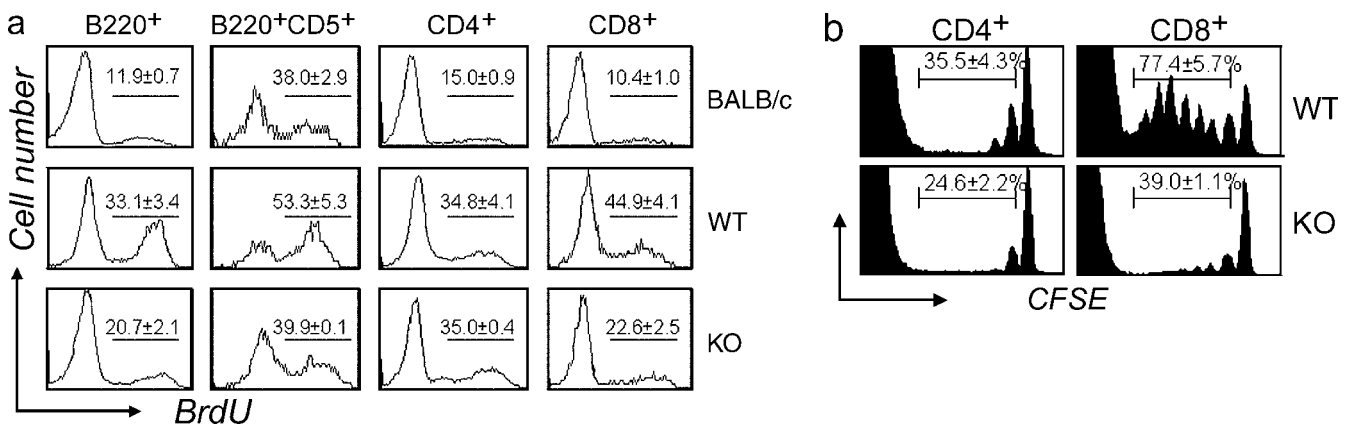 a
B220+ B220+CD5+ CD4+ CD8+
11.9±0.7 38.0±2.9 15.0±0.9 10.4±1.0 BALB/c
33.1±3.4 53.3±5.3 34.8±4.1 44.9±4.1 WT
20.7±2.1 39.9±0.1 35.0±0.4 22.6±2.5 KO
Cell number
BrdU
b
CD4+ CD8+
35.5±4.3% 77.4±5.7% WT
24.6±2.2% 39.0±1.1% KO
CFSE